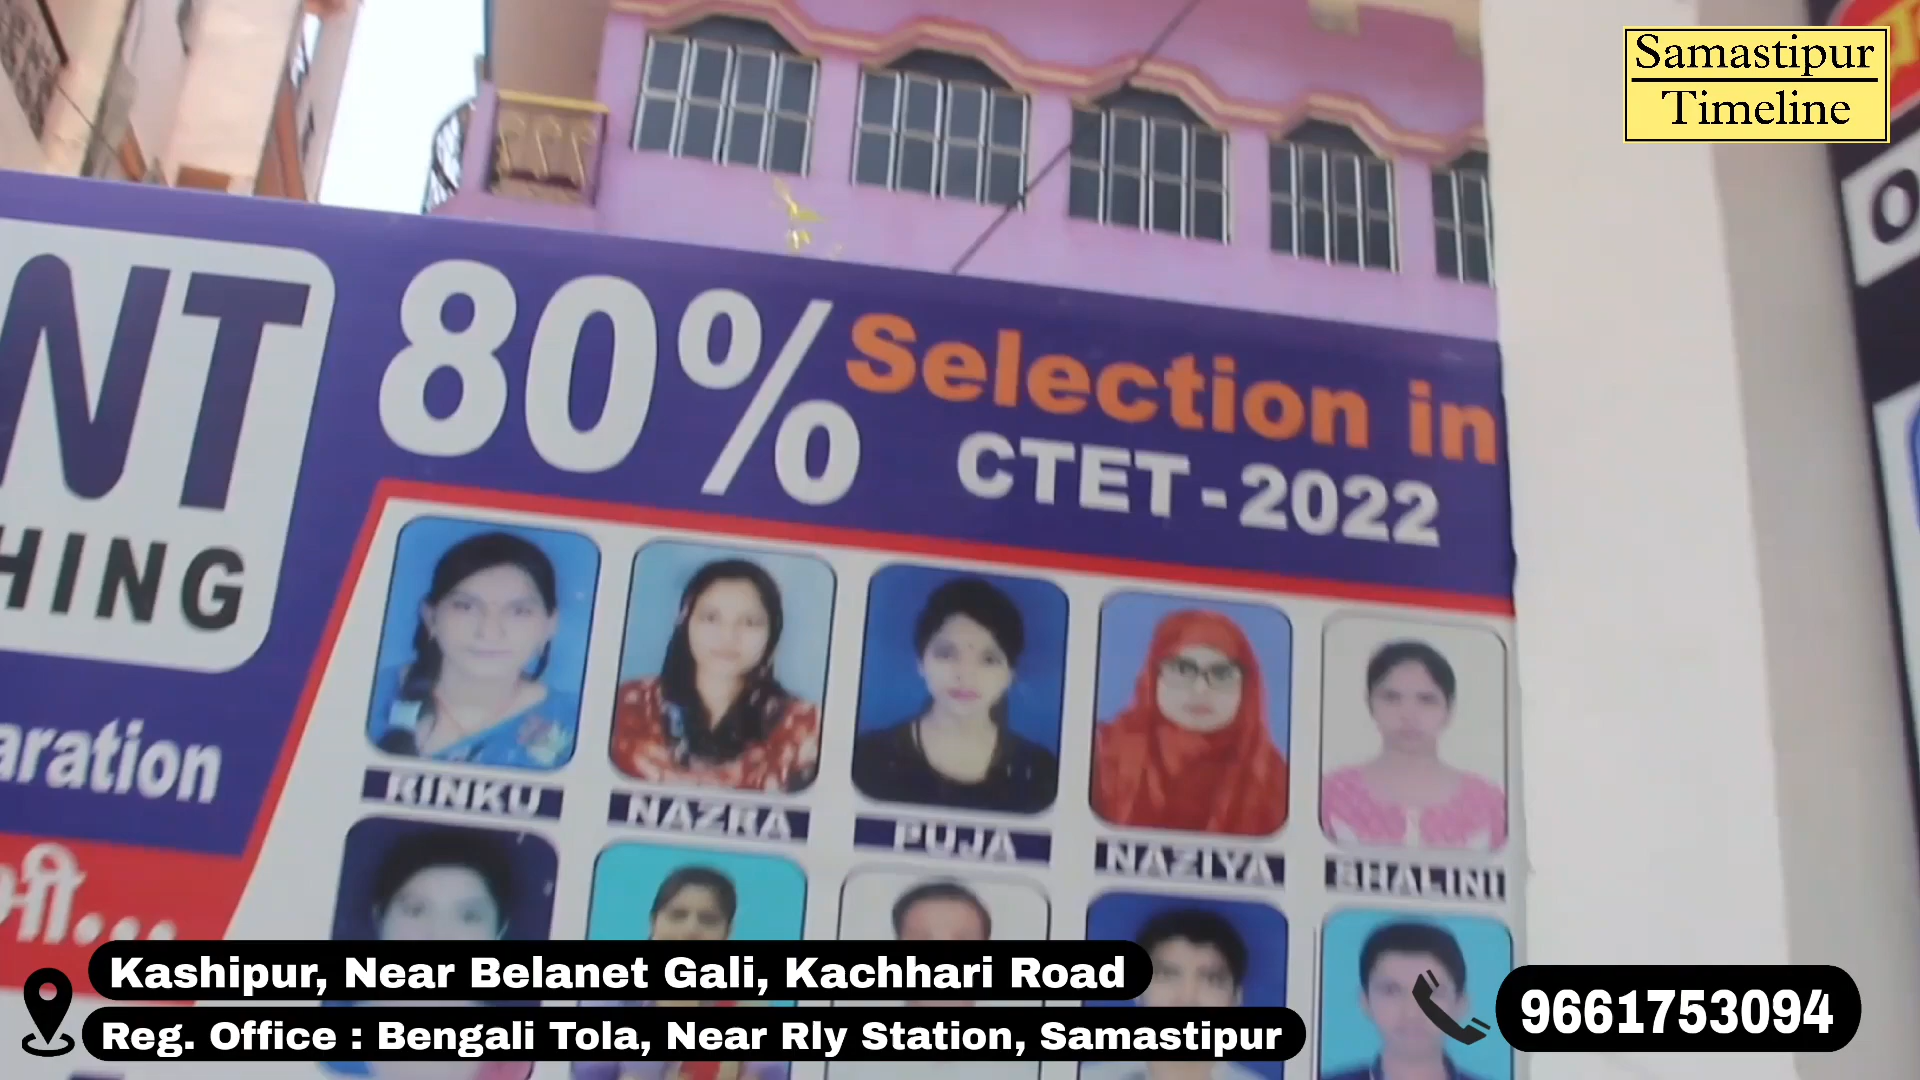 Samastipur
Timeline
NT
HING
aration
भी...
80% Selection in
CTET - 2022
RINKU
NAZRA
PUJA
NAZIYA
SHALINI
Kashipur, Near Belanet Gali, Kachhari Road
Reg. Office : Bengali Tola, Near Rly Station, Samastipur
9661753094